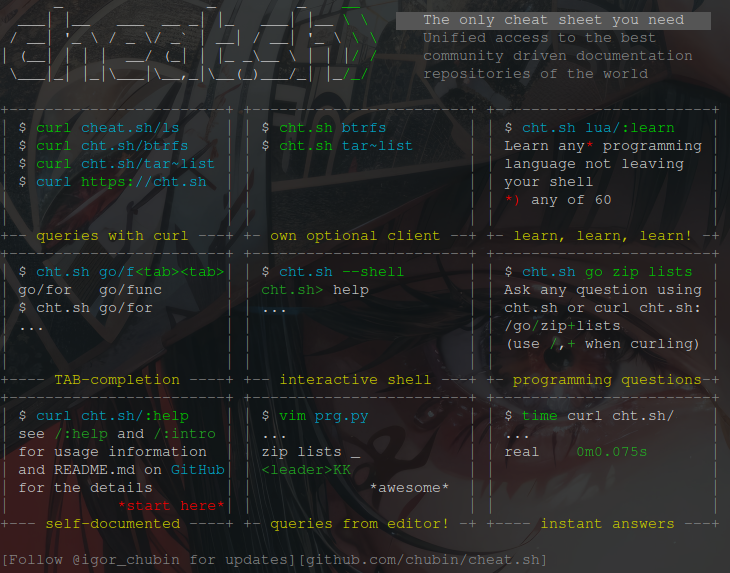 The only cheat sheet you need
Unified access to the best
community driven documentation
repositories of the world
$ curl cheat.sh/ls
$ curl cht.sh/btrfs
$ curl cht.sh/tar~list
$ curl https://cht.sh
queries with curl
$ cht.sh btrfs
$ cht.sh tar~list
own optional client
$ cht.sh lua/:learn
Learn any* programming
language not leaving
your shell
*) any of 60
learn, learn, learn!
$ cht.sh go/f<tab><tab>
go/for   go/func
$ cht.sh go/for
...
TAB-completion
$ cht.sh --shell
cht.sh> help
...
interactive shell
$ cht.sh go zip lists
Ask any question using
cht.sh or curl cht.sh:
/go/zip+lists
(use /,+ when curling)
programming questions
$ curl cht.sh/:help
see /:help and /:intro
for usage information
and README.md on GitHub
for the details
*start here*
self-documented
$ vim prg.py
...
zip lists _
<leader>KK
*awesome*
queries from editor!
$ time curl cht.sh/
...
real    0m0.075s
instant answers
[Follow @igor_chubin for updates][github.com/chubin/cheat.sh]